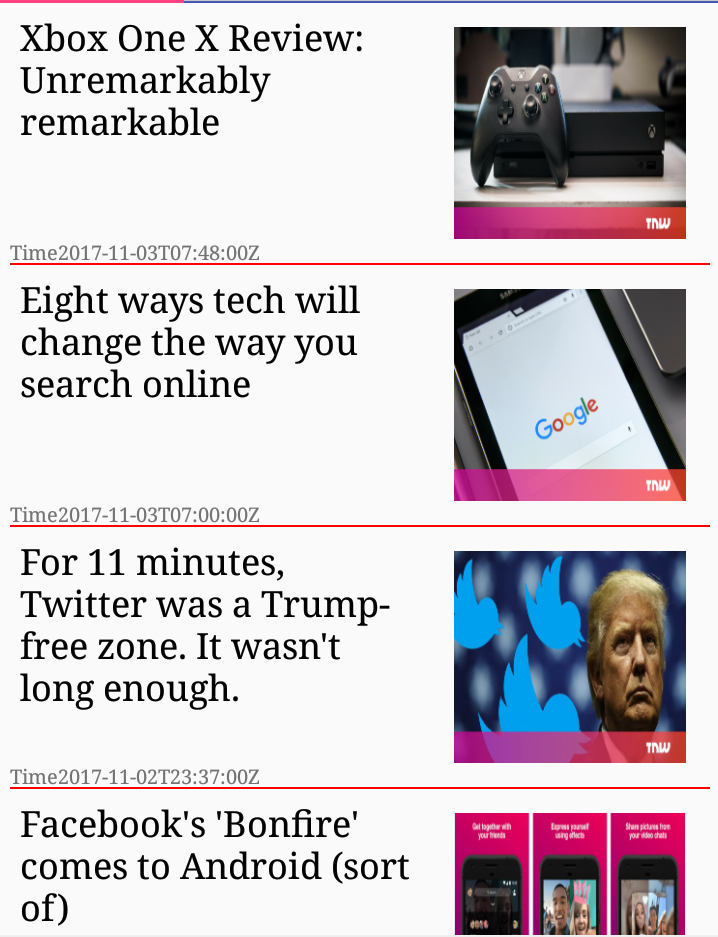 Xbox One X Review:
Unremarkably
remarkable
TNW
Time2017-11-03T07:48:00Z
Eight ways tech will
change the way you
search online
Google
TNW
Time2017-11-03T07:00:00Z
For 11 minutes,
Twitter was a Trump-
free zone. It wasn't
long enough.
TNW
Time2017-11-02T23:37:00Z
Facebook's 'Bonfire'
comes to Android (sort
of)
Get together with
your friends
Express yourself
using effects
Share pictures from
your video chats